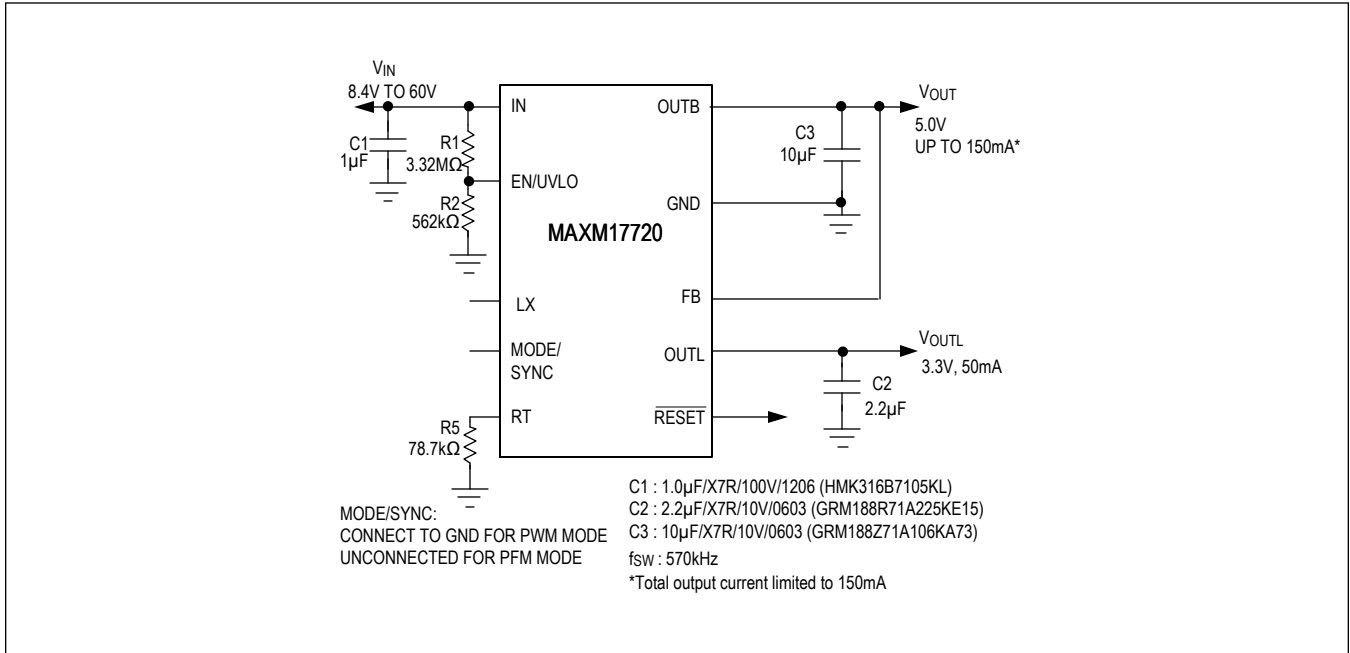 VIN
8.4V TO 60V
C1
1µF
R1
3.32MΩ
R2
562kΩ
IN
EN/UVLO
LX
MODE/
SYNC
RT
R5
78.7kΩ
MAXM17720
OUTB
GND
FB
OUTL
RESET
C3
10µF
VOUT
5.0V
UP TO 150mA*
VOUTL
3.3V, 50mA
C2
2.2µF
MODE/SYNC:
CONNECT TO GND FOR PWM MODE
UNCONNECTED FOR PFM MODE
C1 : 1.0µF/X7R/100V/1206 (HMK316B7105KL)
C2 : 2.2µF/X7R/10V/0603 (GRM188R71A225KE15)
C3 : 10µF/X7R/10V/0603 (GRM188Z71A106KA73)
fSW : 570kHz
*Total output current limited to 150mA